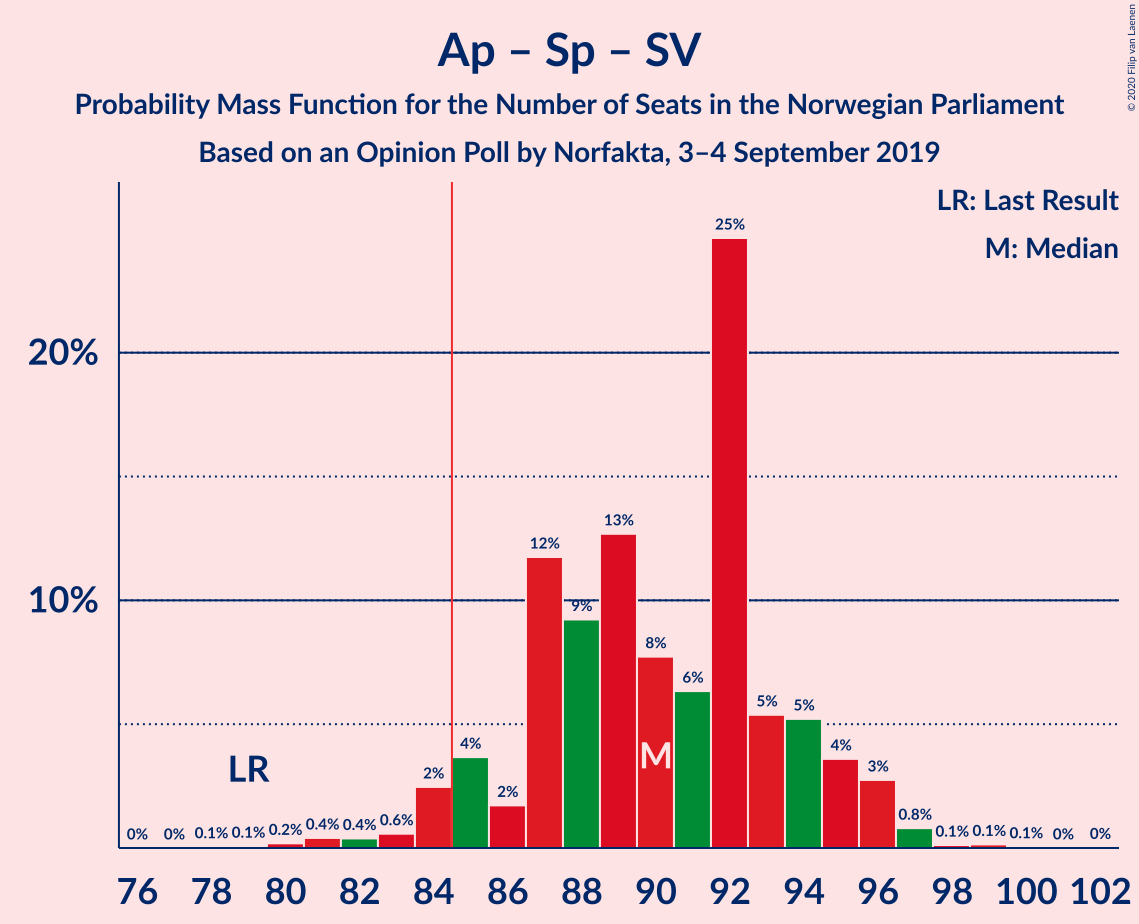 Ap – Sp – SV
Probability Mass Function for the Number of Seats in the Norwegian Parliament
Based on an Opinion Poll by Norfakta, 3–4 September 2019
© 2020 Filip van Laenen
LR: Last Result
M: Median
20%
10%
0% 0% 0.1% 0.1% 0.2% 0.4% 0.4% 0.6% 2% 4% 2% 12% 9% 13% 8% 6% 25% 5% 5% 4% 3% 0.8% 0.1% 0.1% 0.1% 0% 0%
LR
M
76 78 80 82 84 86 88 90 92 94 96 98 100 102